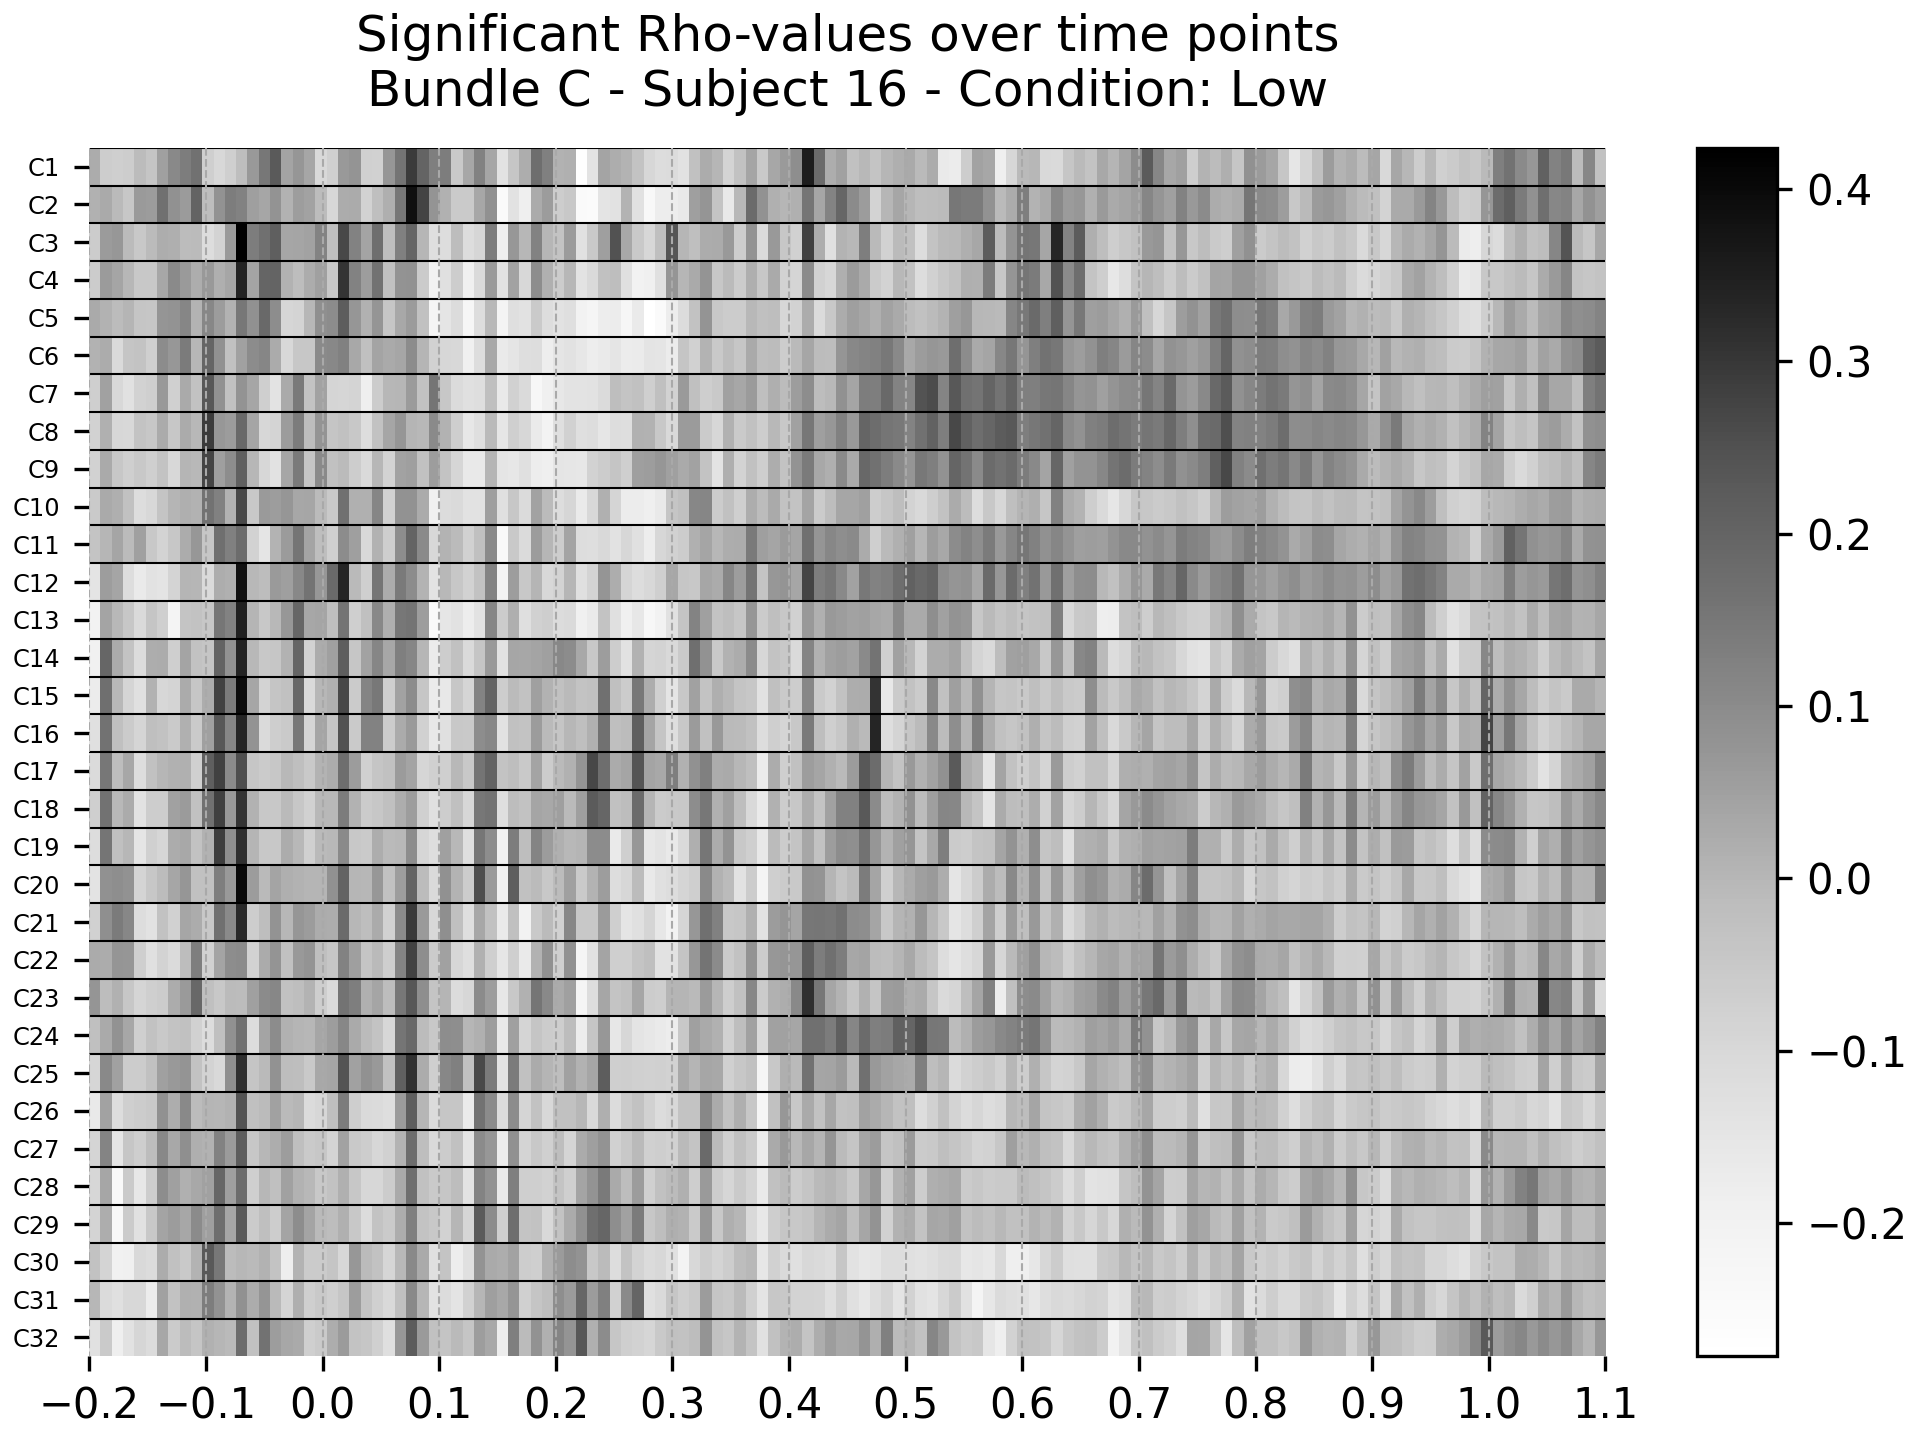 Significant Rho-values over time points
Bundle C - Subject 16 - Condition: Low
C1
C2
C3
C4
C5
C6
C7
C8
C9
C10
C11
C12
C13
C14
C15
C16
C17
C18
C19
C20
C21
C22
C23
C24
C25
C26
C27
C28
C29
C30
C31
C32
−0.2 −0.1 0.0 0.1 0.2 0.3 0.4 0.5 0.6 0.7 0.8 0.9 1.0 1.1
0.4
0.3
0.2
0.1
0.0
−0.1
−0.2